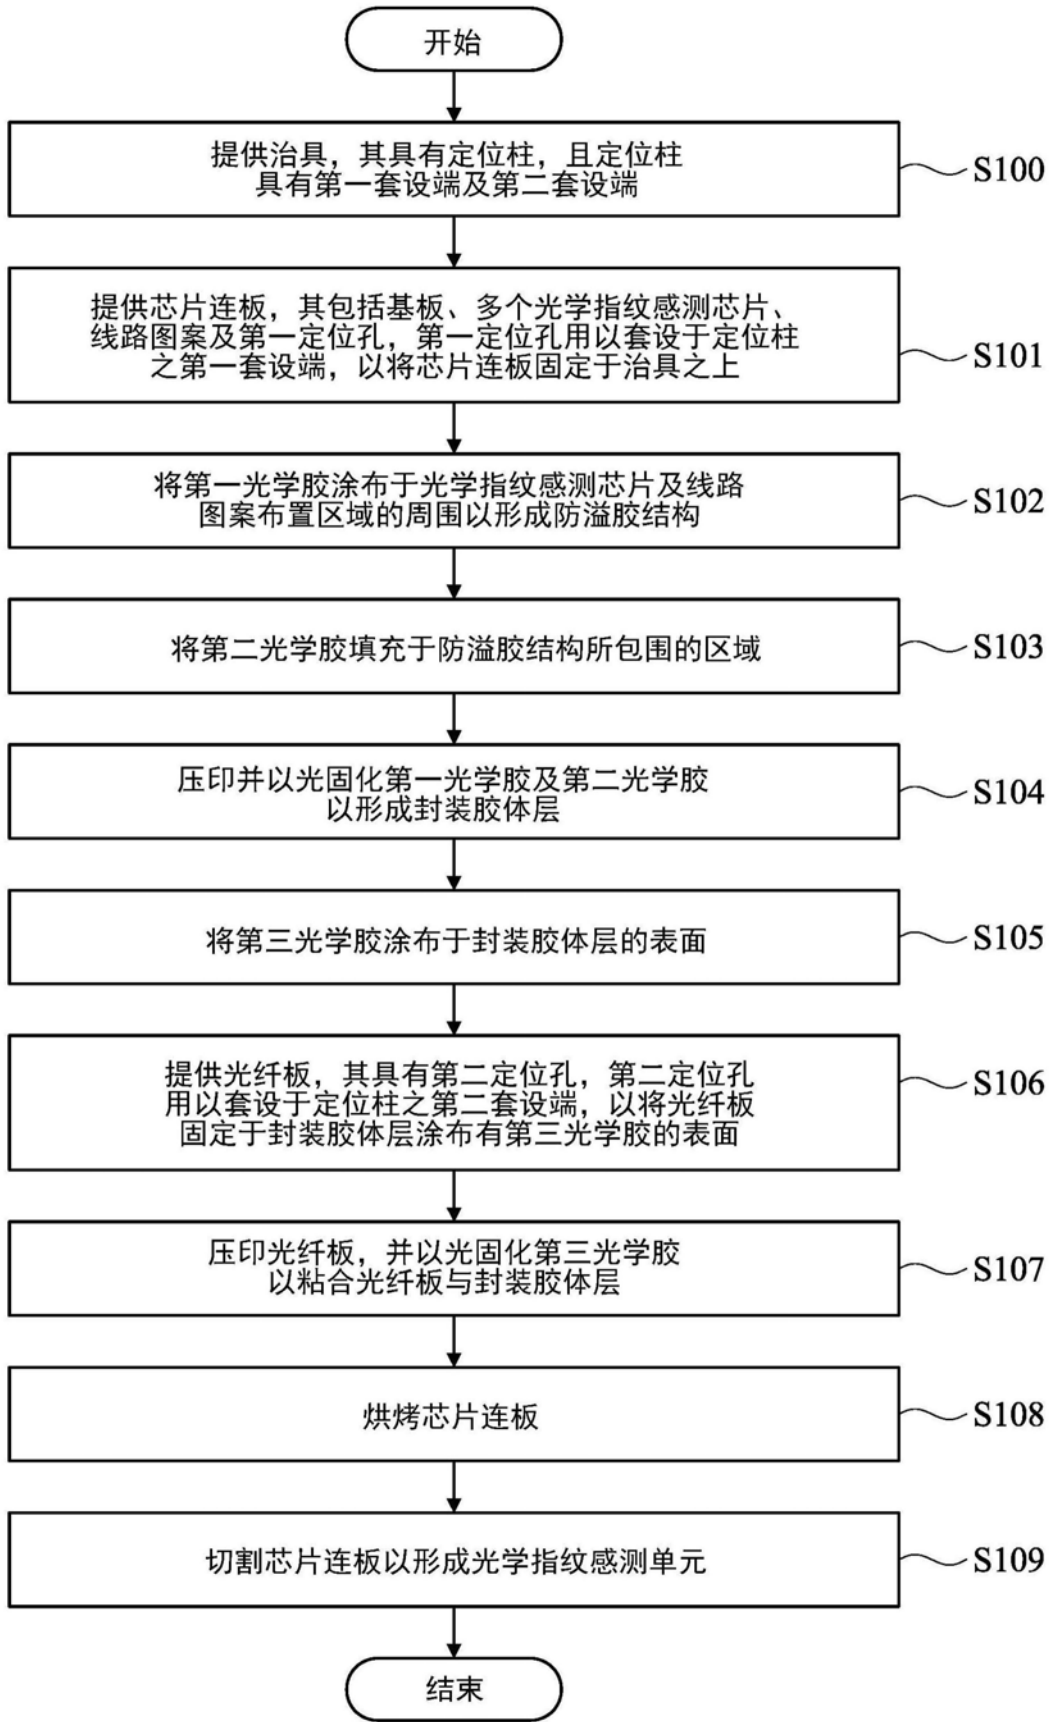 开始
提供治具，其具有定位柱，且定位柱
具有第一套设端及第二套设端
S100
提供芯片连板，其包括基板、多个光学指纹感测芯片、
线路图案及第一定位孔，第一定位孔用以套设于定位柱
之第一套设端，以将芯片连板固定于治具之上
S101
将第一光学胶涂布于光学指纹感测芯片及线路
图案布置区域的周围以形成防溢胶结构
S102
将第二光学胶填充于防溢胶结构所包围的区域
S103
压印并以光固化第一光学胶及第二光学胶
以形成封装胶体层
S104
将第三光学胶涂布于封装胶体层的表面
S105
提供光纤板，其具有第二定位孔，第二定位孔
用以套设于定位柱之第二套设端，以将光纤板
固定于封装胶体层涂布有第三光学胶的表面
S106
压印光纤板，并以光固化第三光学胶
以粘合光纤板与封装胶体层
S107
烘烤芯片连板
S108
切割芯片连板以形成光学指纹感测单元
S109
结束